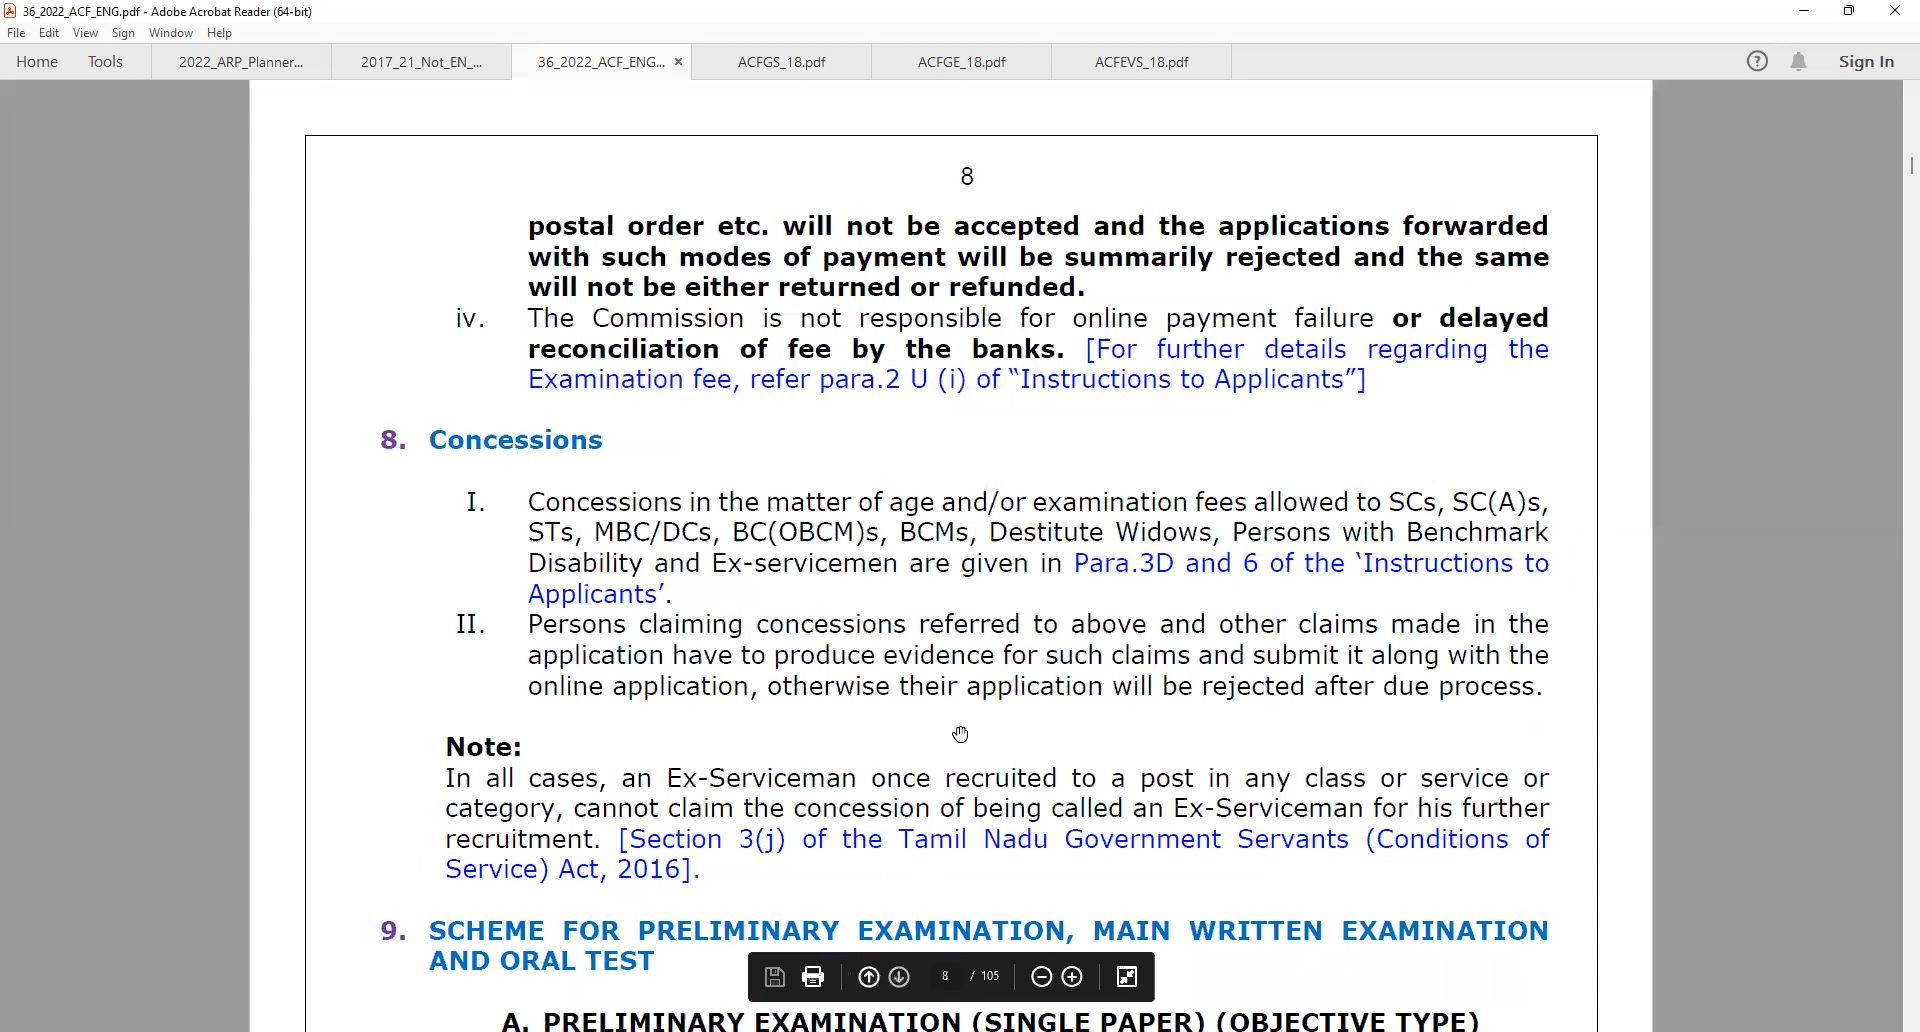 36_2022_ACF_ENG.pdf - Adobe Acrobat Reader (64-bit)
File Edit View Sign Window Help
Home Tools 2022_ARP_Planner... 2017_21_Not_EN_... 36_2022_ACF_ENG... × ACFGS_18.pdf ACFGE_18.pdf ACFEVS_18.pdf Sign In
8
postal order etc. will not be accepted and the applications forwarded
with such modes of payment will be summarily rejected and the same
will not be either returned or refunded.
iv. The Commission is not responsible for online payment failure or delayed
reconciliation of fee by the banks. [For further details regarding the
Examination fee, refer para.2 U (i) of “Instructions to Applicants”]
8. Concessions
I. Concessions in the matter of age and/or examination fees allowed to SCs, SC(A)s,
STs, MBC/DCs, BC(OBCM)s, BCMs, Destitute Widows, Persons with Benchmark
Disability and Ex-servicemen are given in Para.3D and 6 of the ‘Instructions to
Applicants’.
II. Persons claiming concessions referred to above and other claims made in the
application have to produce evidence for such claims and submit it along with the
online application, otherwise their application will be rejected after due process.
Note:
In all cases, an Ex-Serviceman once recruited to a post in any class or service or
category, cannot claim the concession of being called an Ex-Serviceman for his further
recruitment. [Section 3(j) of the Tamil Nadu Government Servants (Conditions of
Service) Act, 2016].
9. SCHEME FOR PRELIMINARY EXAMINATION, MAIN WRITTEN EXAMINATION
AND ORAL TEST
8 / 105
A. PRELIMINARY EXAMINATION (SINGLE PAPER) (OBJECTIVE TYPE)